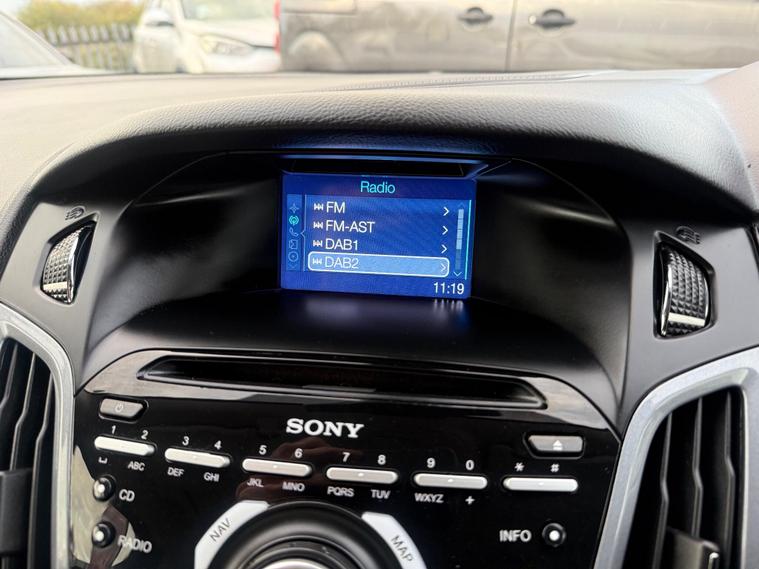 Radio
FM
FM-AST
DAB1
DAB2
11:19
SONY
1 2 3 4 5 6 7 8 9 0 * #
ABC DEF GHI JKL MNO PQRS TUV WXYZ +
CD
RADIO
NAV
MAP
INFO